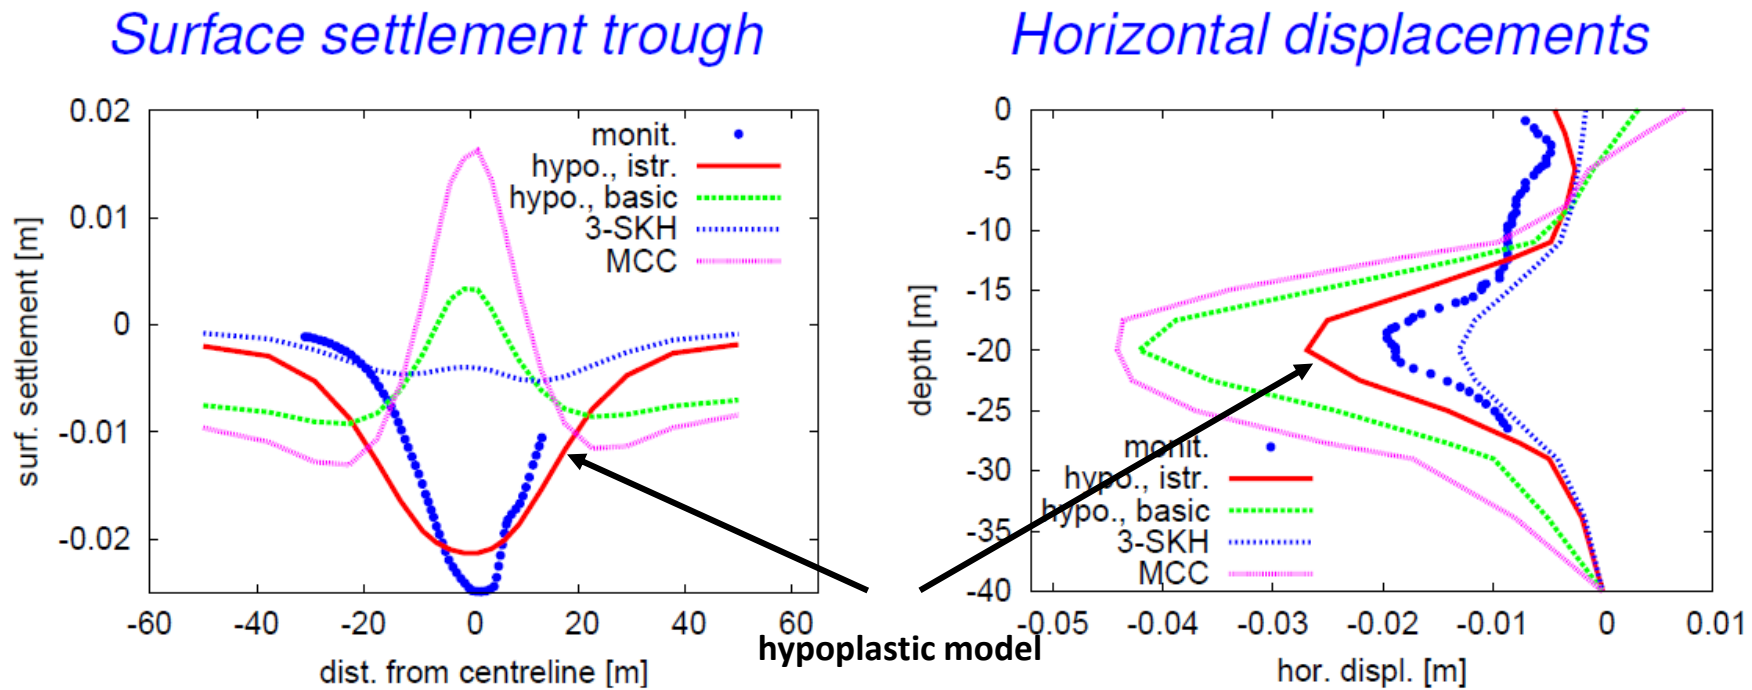 Surface settlement trough
0.02
0.01
0
-0.01
-0.02
surf. settlement [m]
monit.
hypo., istr.
hypo., basic
3-SKH
MCC
-60
-40
-20
0
20
40
60
dist. from centreline [m]
Horizontal displacements
0
-5
-10
-15
-20
-25
-30
-35
-40
depth [m]
monit.
hypo., istr.
hypo., basic
3-SKH
MCC
-0.05
-0.04
-0.03
-0.02
-0.01
0
0.01
hor. displ. [m]
hypoplastic model